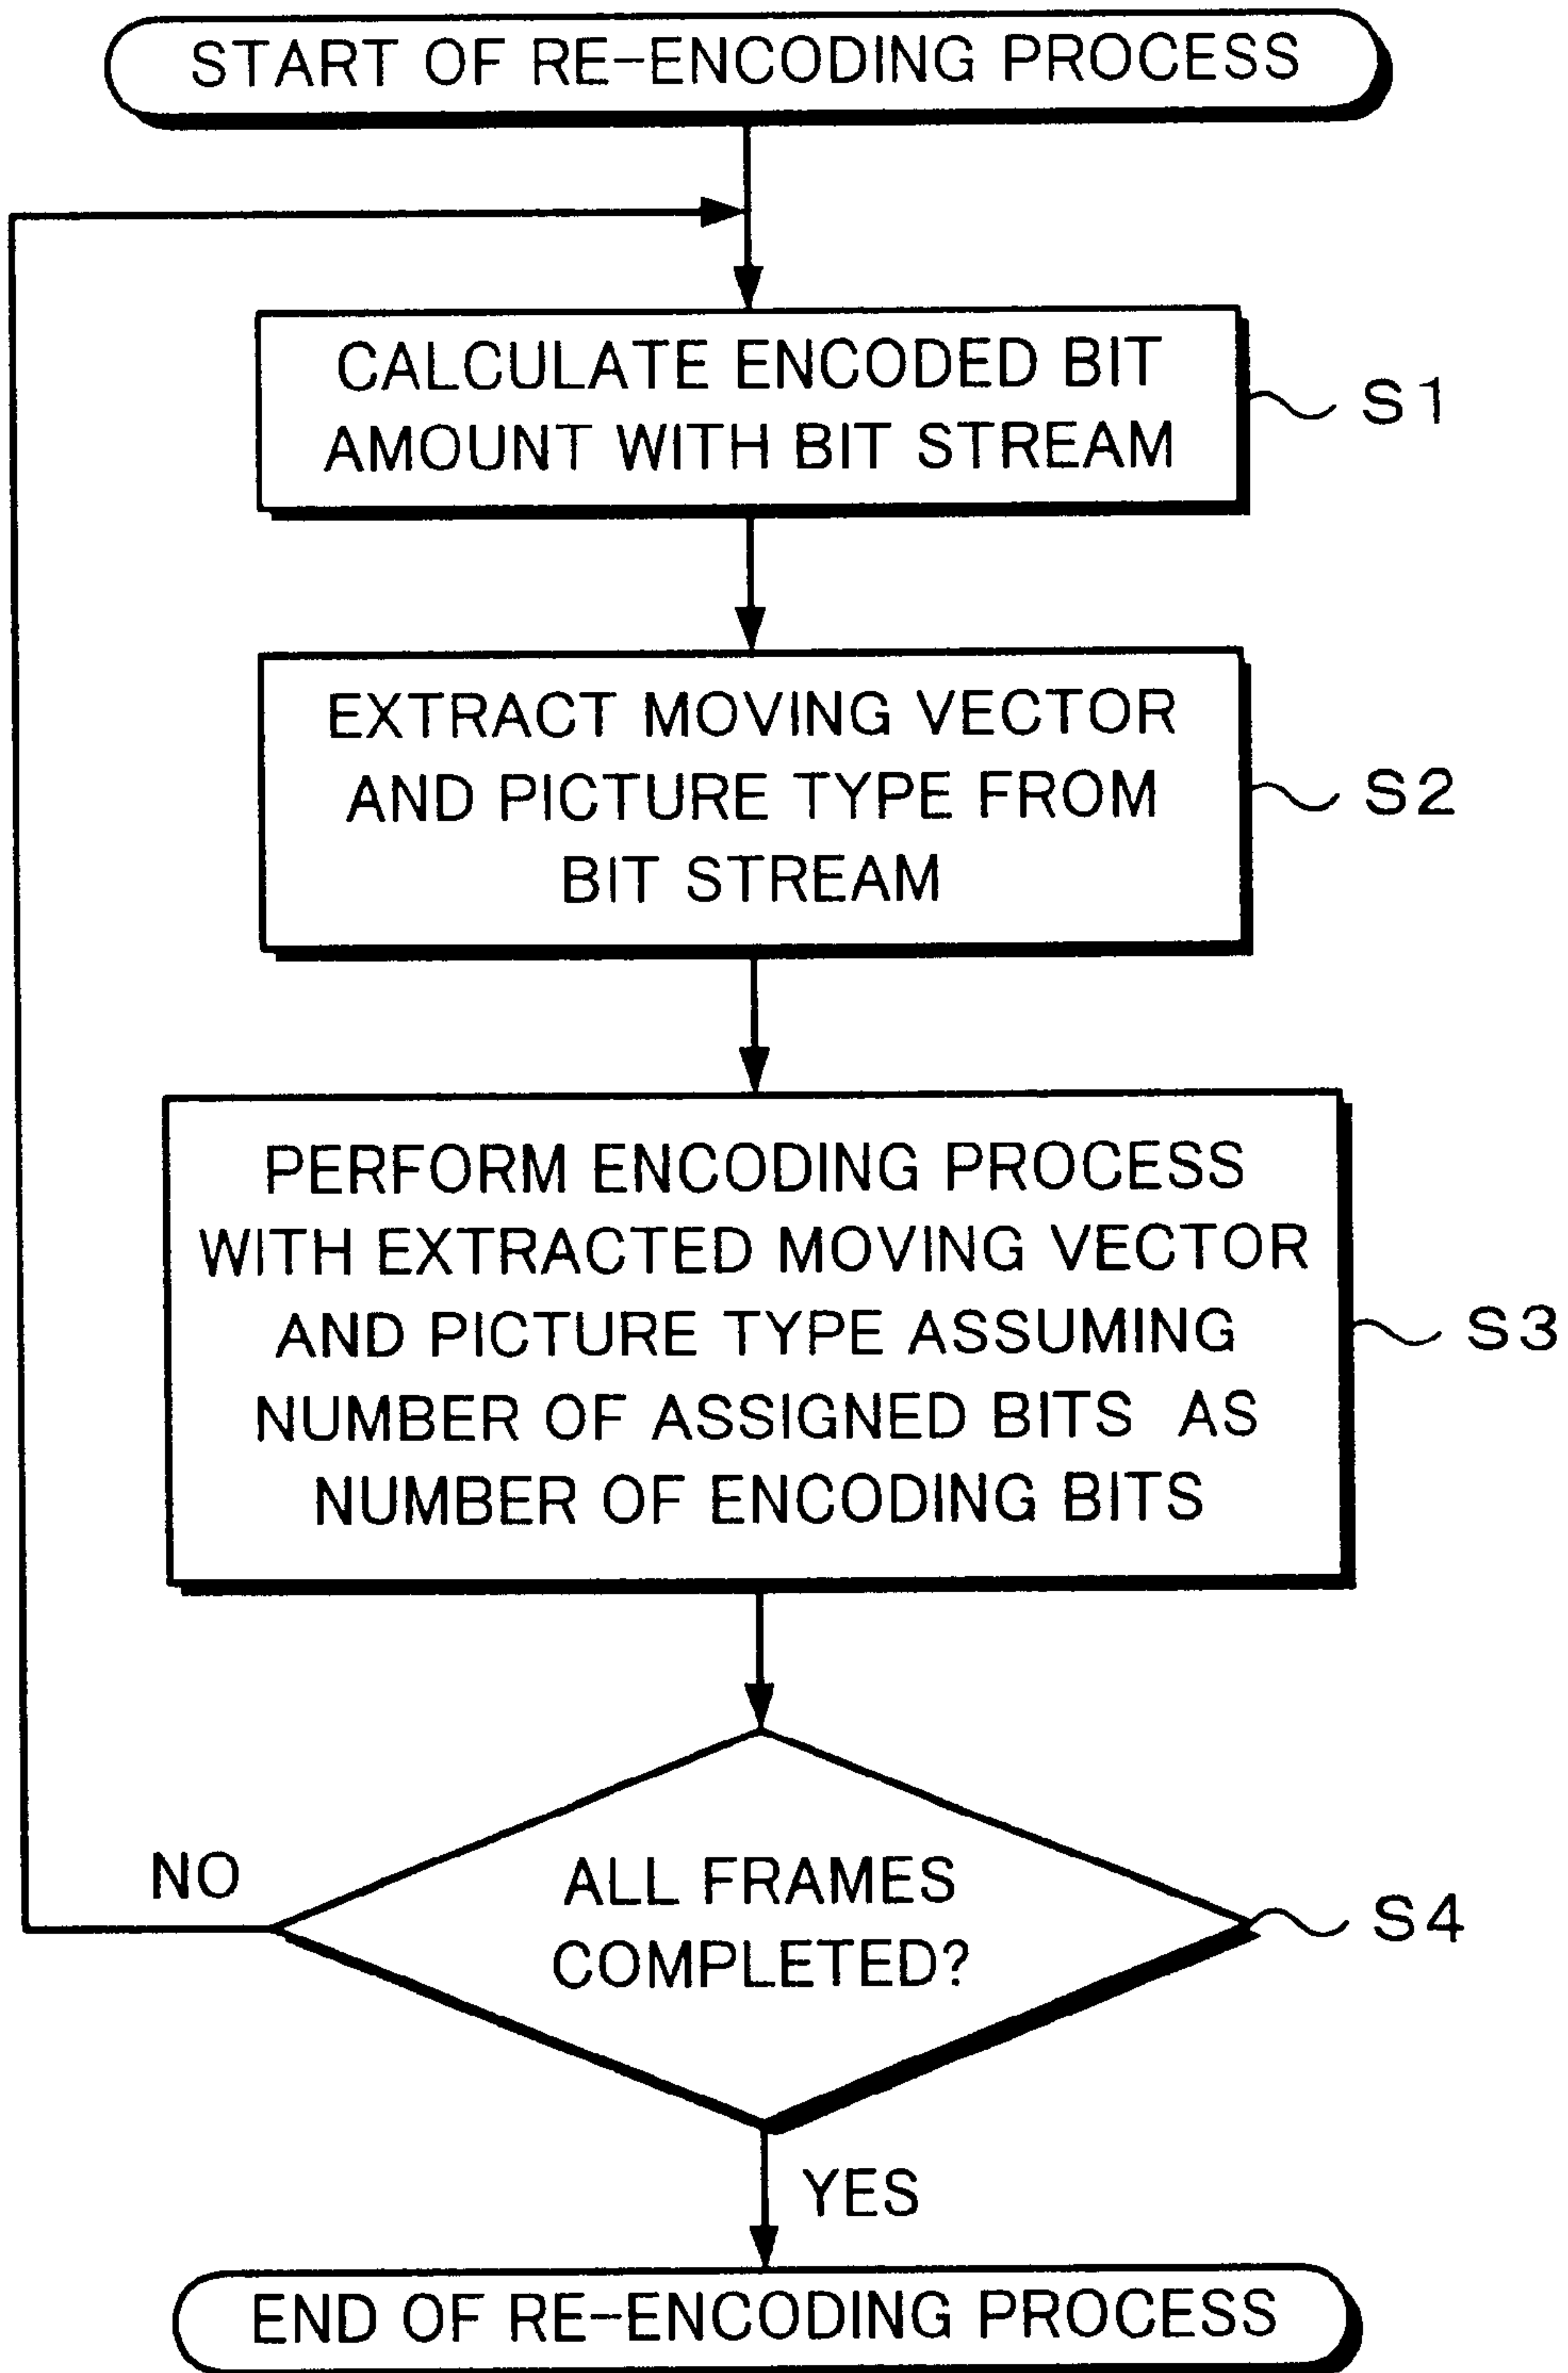 START OF RE-ENCODING PROCESS
CALCULATE ENCODED BIT
AMOUNT WITH BIT STREAM
S1
EXTRACT MOVING VECTOR
AND PICTURE TYPE FROM
BIT STREAM
S2
PERFORM ENCODING PROCESS
WITH EXTRACTED MOVING VECTOR
AND PICTURE TYPE ASSUMING
NUMBER OF ASSIGNED BITS AS
NUMBER OF ENCODING BITS
S3
NO
ALL FRAMES
COMPLETED?
S4
YES
END OF RE-ENCODING PROCESS